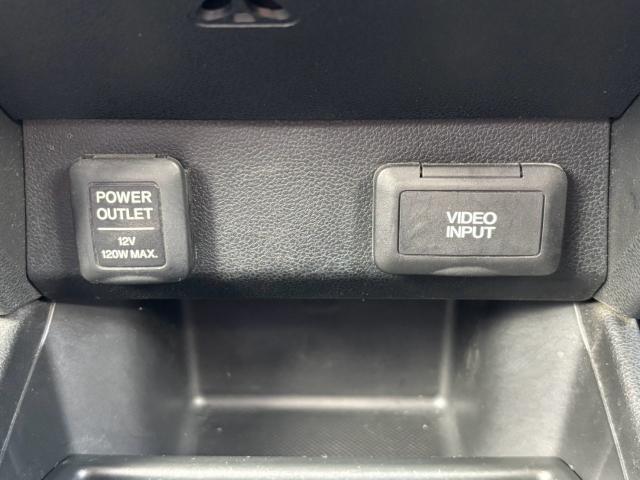 POWER
OUTLET
12V
120W MAX.
VIDEO
INPUT